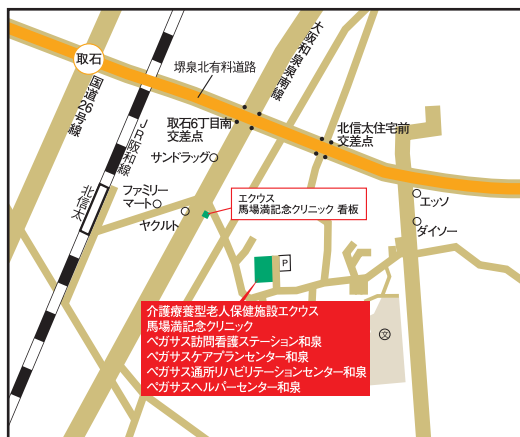 取石
国道26号線
堺泉北有料道路
大阪和泉泉南線
JR阪和線
取石6丁目南
交差点
北信太住宅前
交差点
サンドラッグ
北信太
ファミリー
マート
ヤクルト
エクウス
馬場満記念クリニック 看板
エッソ
ダイソー
P
介護療養型老人保健施設エクウス
馬場満記念クリニック
ペガサス訪問看護ステーション和泉
ペガサスケアプランセンター和泉
ペガサス通所リハビリテーションセンター和泉
ペガサスヘルパーセンター和泉
文